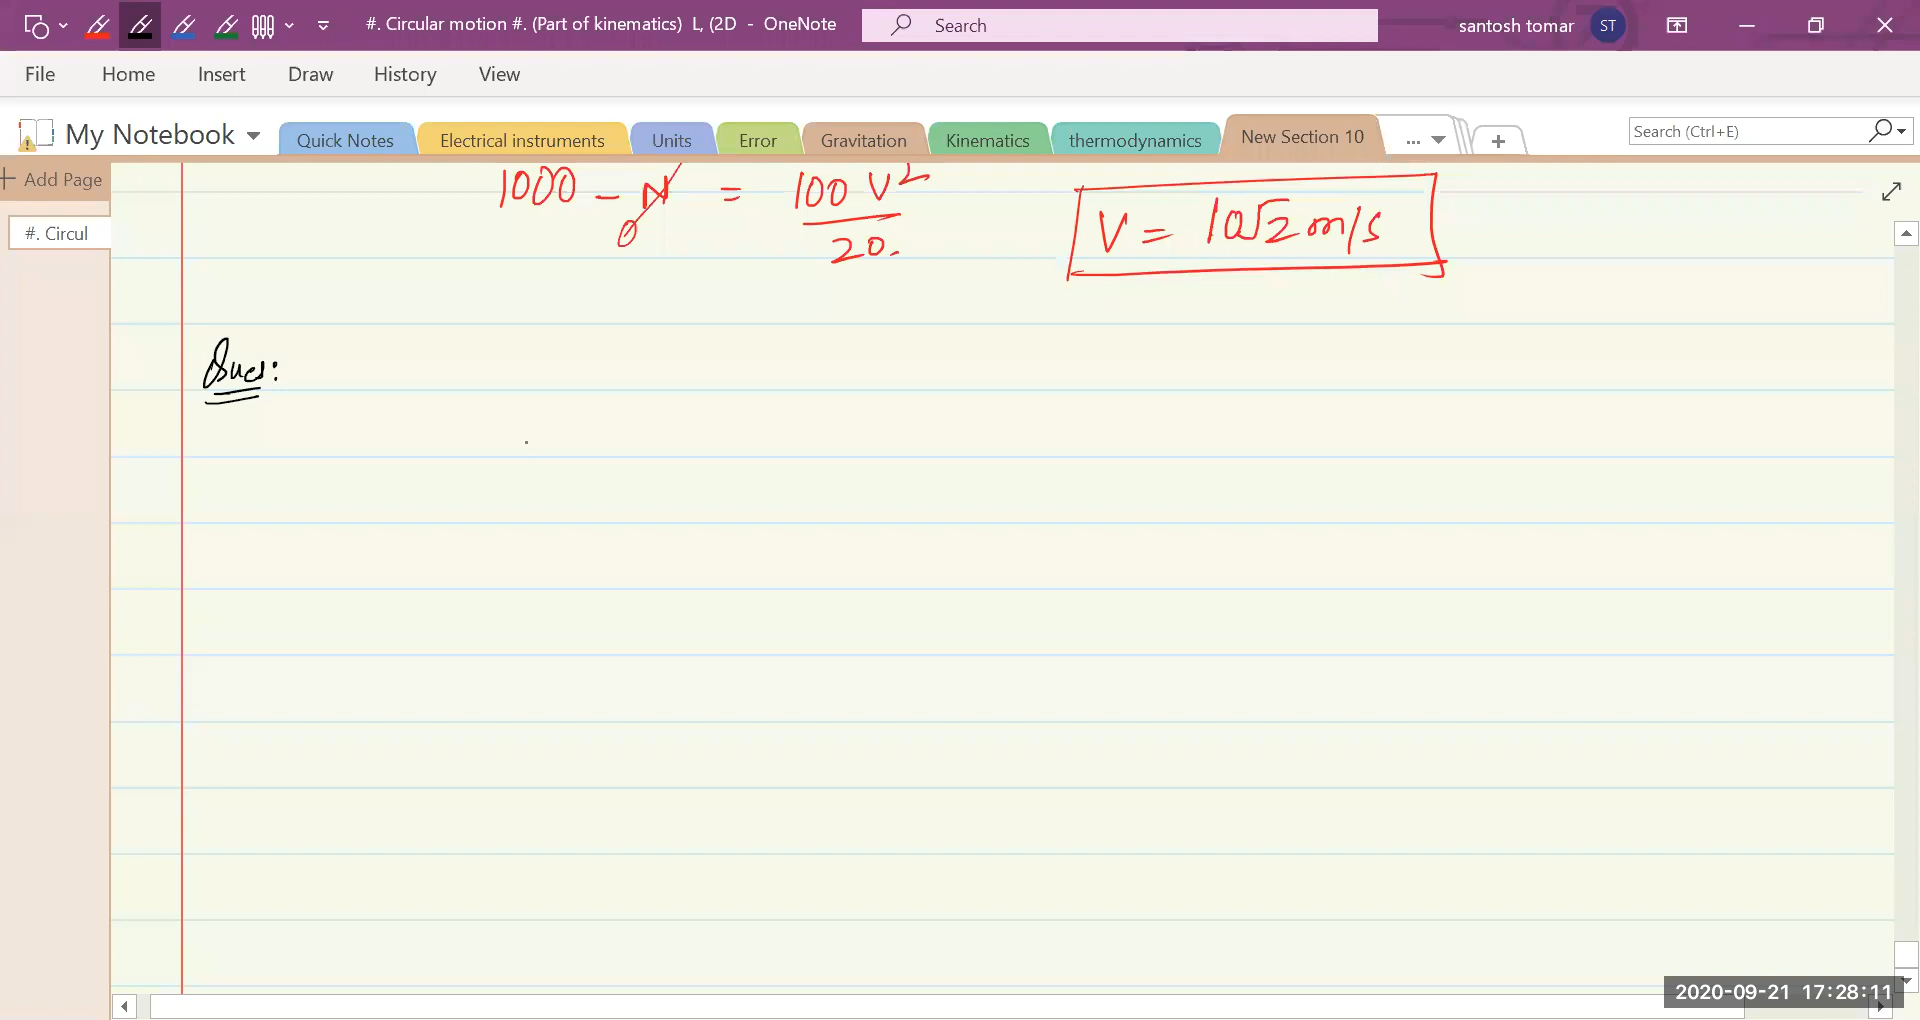 #. Circular motion #. (Part of kinematics) L, (2D - OneNote
Search
santosh tomar ST
File Home Insert Draw History View
My Notebook
Quick Notes Electrical instruments Units Error Gravitation Kinematics thermodynamics New Section 10 ... +
Search (Ctrl+E)
+ Add Page
#. Circul
1000 - N = 100 V²
0 20.
V = 10√2 m/s
Ques:
2020-09-21 17:28:11